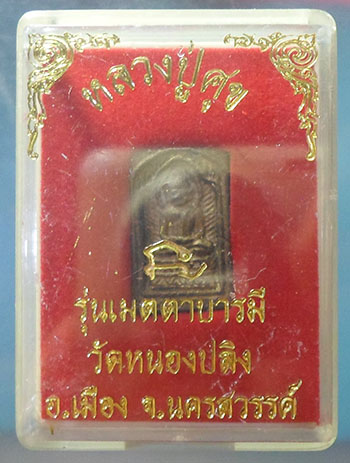 หลวงปู่ศุข
รุ่นเมตตาบารมี
วัดหนองปลิง
อ.เมือง จ.นครสวรรค์